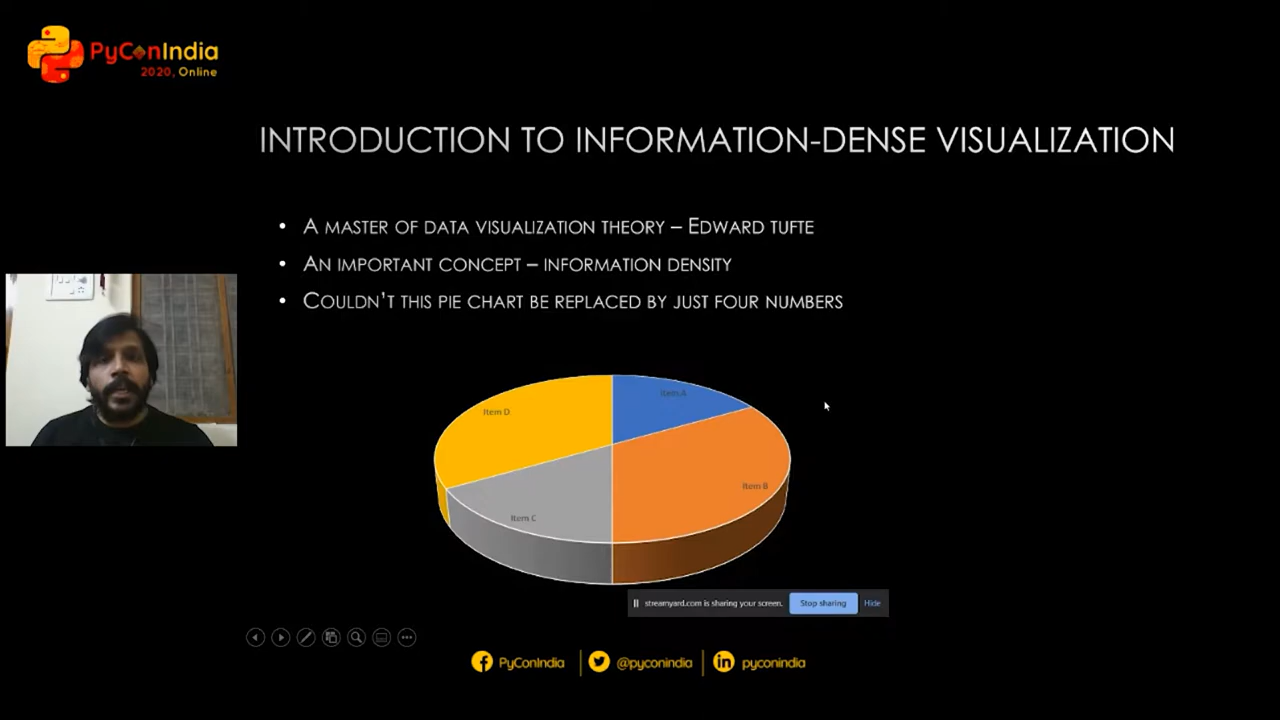 PyConIndia
2020, Online
INTRODUCTION TO INFORMATION-DENSE VISUALIZATION
• A MASTER OF DATA VISUALIZATION THEORY – EDWARD TUFTE
• AN IMPORTANT CONCEPT – INFORMATION DENSITY
• COULDN'T THIS PIE CHART BE REPLACED BY JUST FOUR NUMBERS
Item A
Item D
Item B
Item C
streamyard.com is sharing your screen. Stop sharing Hide
PyConIndia @pyconindia pyconindia